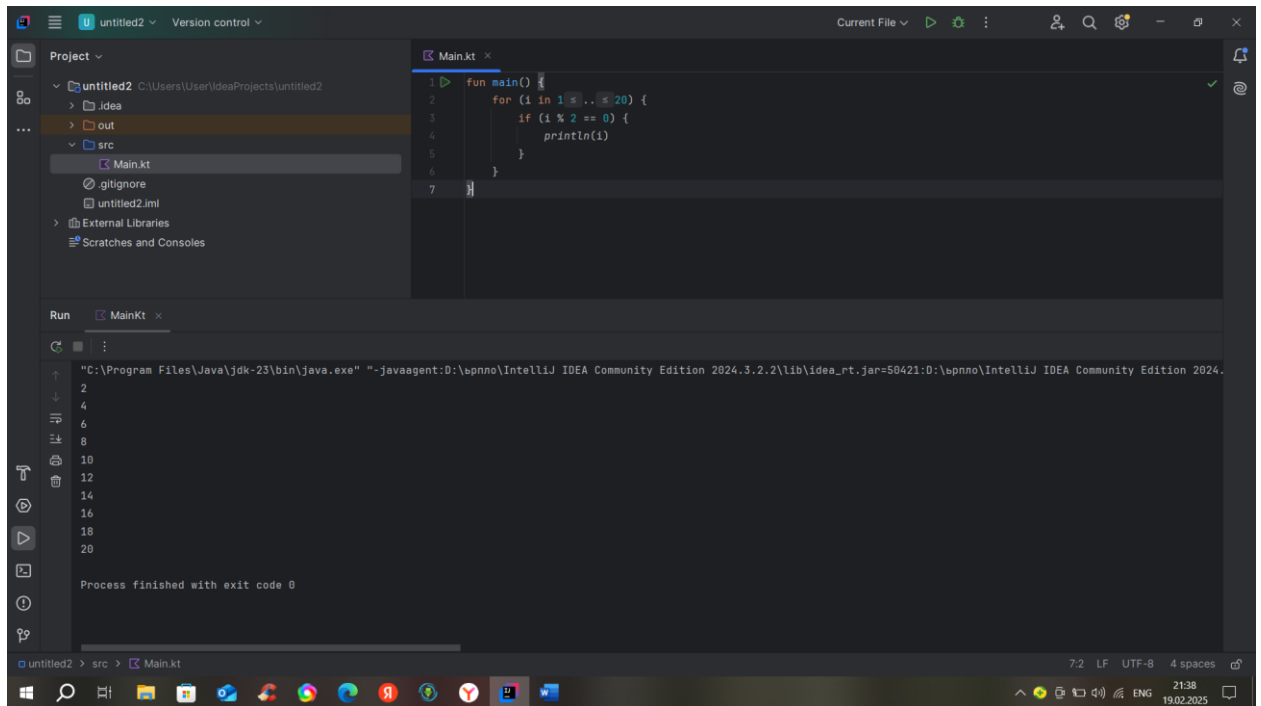 U untitled2 Version control Current File
Project
Main.kt
untitled2 C:\Users\User\IdeaProjects\untitled2
.idea
out
src
Main.kt
.gitignore
untitled2.iml
External Libraries
Scratches and Consoles
1 fun main() {
2 for (i in 1 ≤ .. ≤ 20) {
3 if (i % 2 == 0) {
4 println(i)
5 }
6 }
7 }
Run MainKt
"C:\Program Files\Java\jdk-23\bin\java.exe" "-javaagent:D:\ьрпло\IntelliJ IDEA Community Edition 2024.3.2.2\lib\idea_rt.jar=50421:D:\ьрпло\IntelliJ IDEA Community Edition 2024.
2
4
6
8
10
12
14
16
18
20
Process finished with exit code 0
untitled2 > src > Main.kt 7:2 LF UTF-8 4 spaces
Я Y W ENG 21:38
19.02.2025